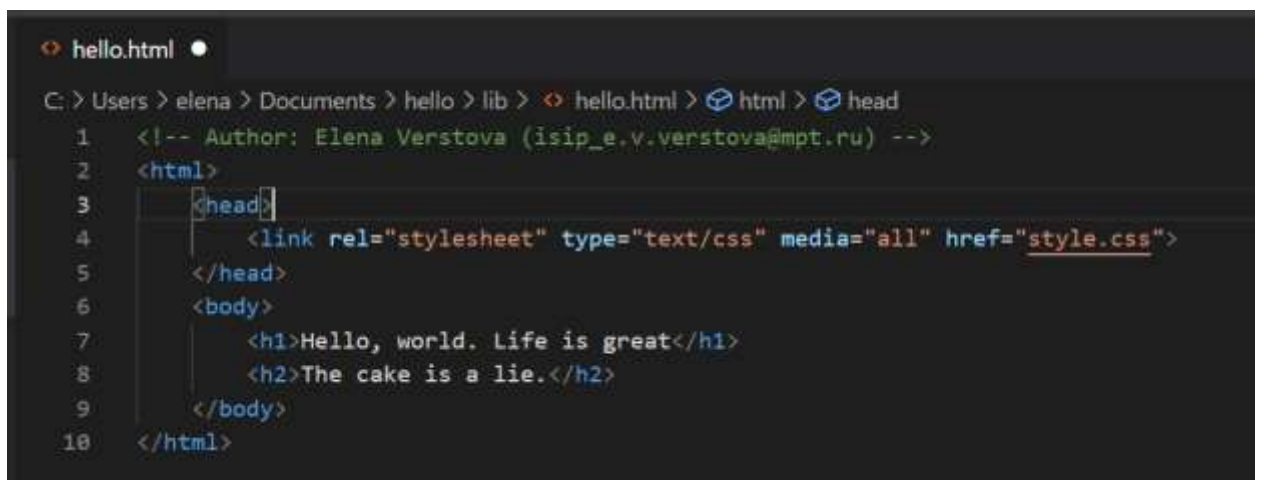 hello.html
C: > Users > elena > Documents > hello > lib > hello.html > html > head
1 <!-- Author: Elena Verstova (isip_e.v.verstova@mpt.ru) -->
2 <html>
3     <head>
4         <link rel="stylesheet" type="text/css" media="all" href="style.css">
5     </head>
6     <body>
7         <h1>Hello, world. Life is great</h1>
8         <h2>The cake is a lie.</h2>
9     </body>
10 </html>